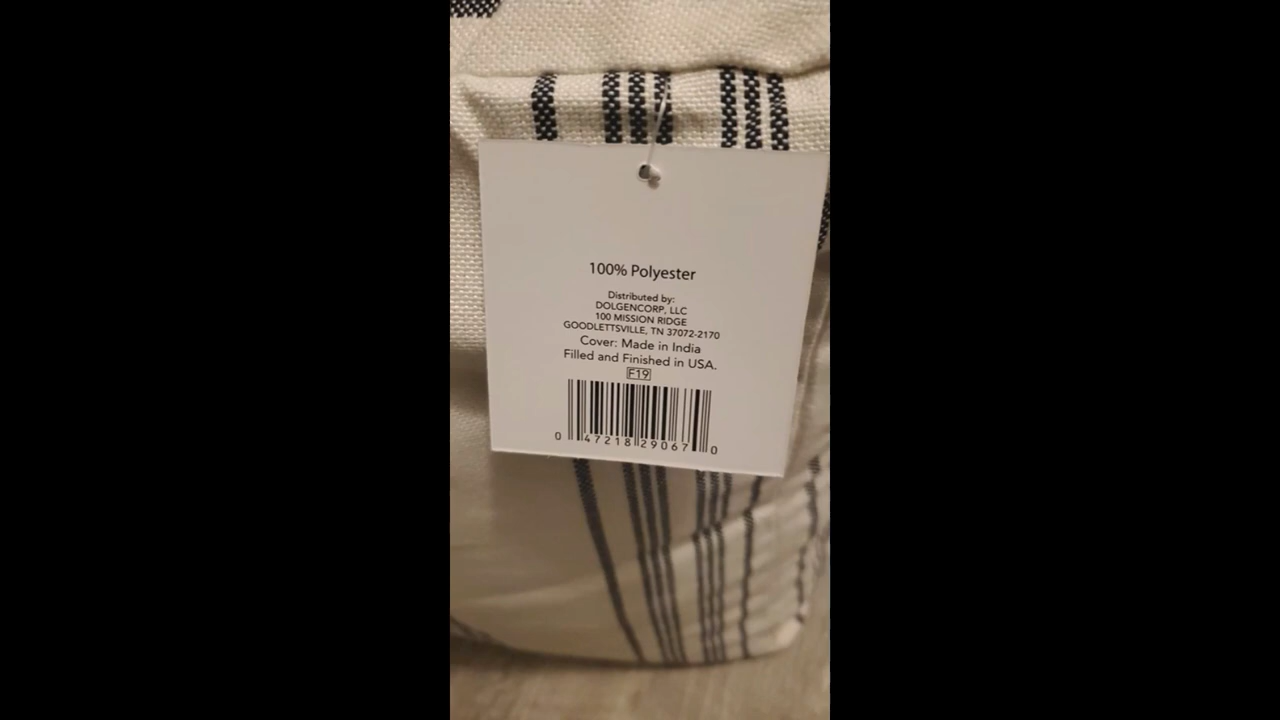 100% Polyester
Distributed by:
DOLGENCORP, LLC
100 MISSION RIDGE
GOODLETTSVILLE, TN 37072-2170
Cover: Made in India
Filled and Finished in USA.
F19
0 47218 29067 0